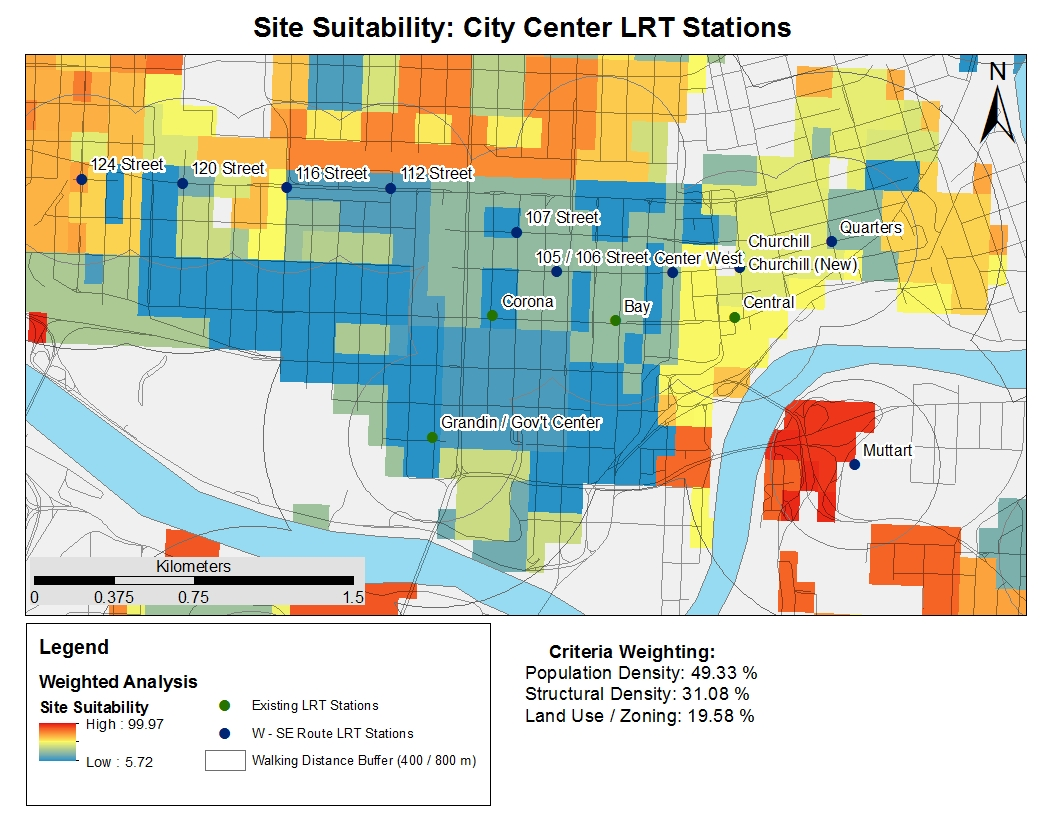 Site Suitability: City Center LRT Stations
N
124 Street
120 Street
116 Street
112 Street
107 Street
Quarters
Churchill
105 / 106 Street
Center West
Churchill (New)
Corona
Bay
Central
Grandin / Gov't Center
Muttart
Kilometers
0 0.375 0.75 1.5
Legend
Weighted Analysis
Site Suitability
High : 99.97
Low : 5.72
Existing LRT Stations
W - SE Route LRT Stations
Walking Distance Buffer (400 / 800 m)
Criteria Weighting:
Population Density: 49.33 %
Structural Density: 31.08 %
Land Use / Zoning: 19.58 %